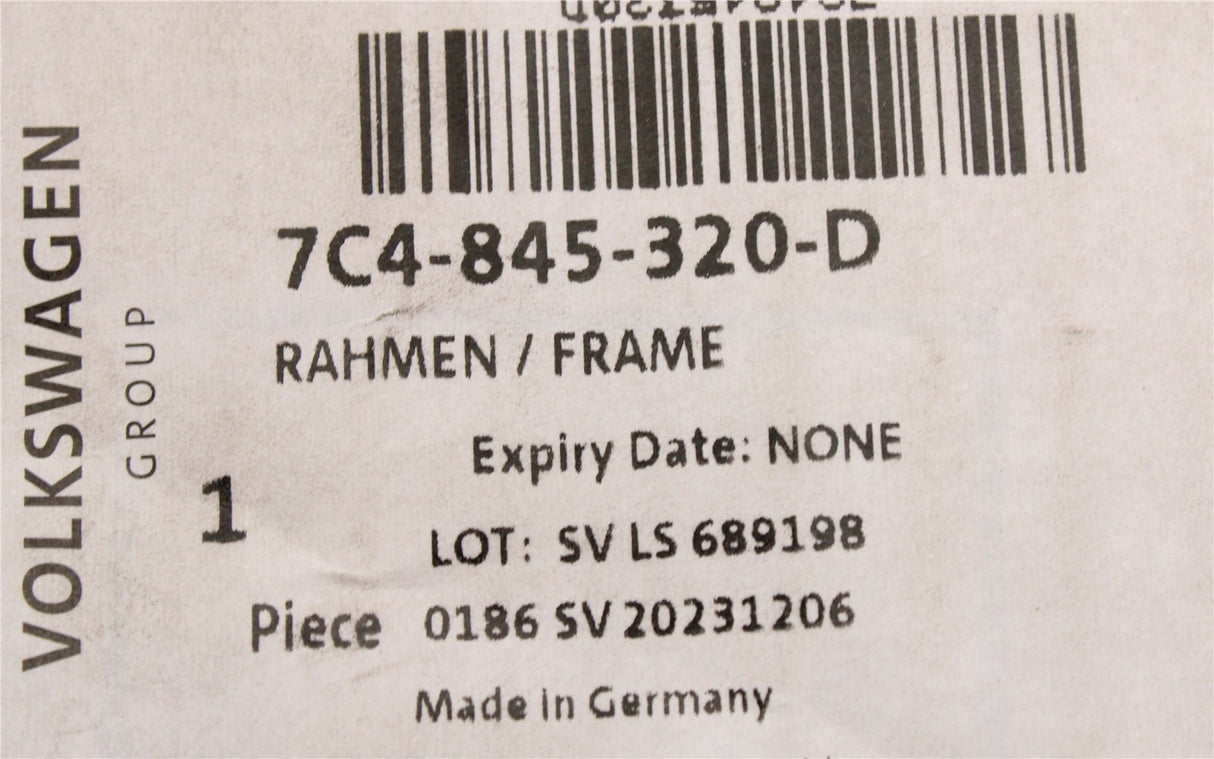 7C4-845-320-D
RAHMEN / FRAME
Expiry Date: NONE
1
LOT: SV LS 689198
Piece 0186 SV 20231206
Made in Germany
VOLKSWAGEN
GROUP